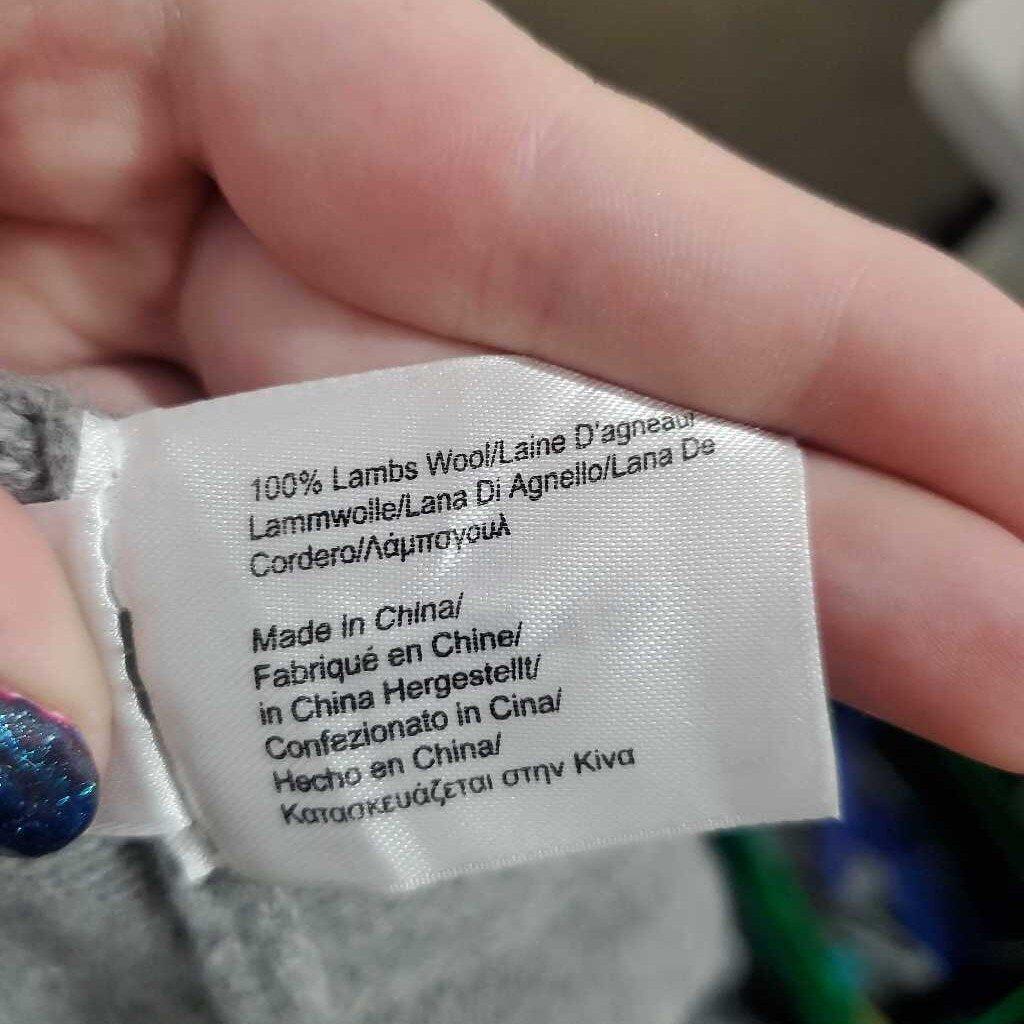 100% Lambs Wool/Laine D'agneau/
Lammwolle/Lana Di Agnello/Lana De
Cordero/Λάμπαγουλ
Made in China/
Fabriqué en Chine/
in China Hergestellt/
Confezionato in Cina/
Hecho en China/
Κατασκευάζεται στην Κίνα